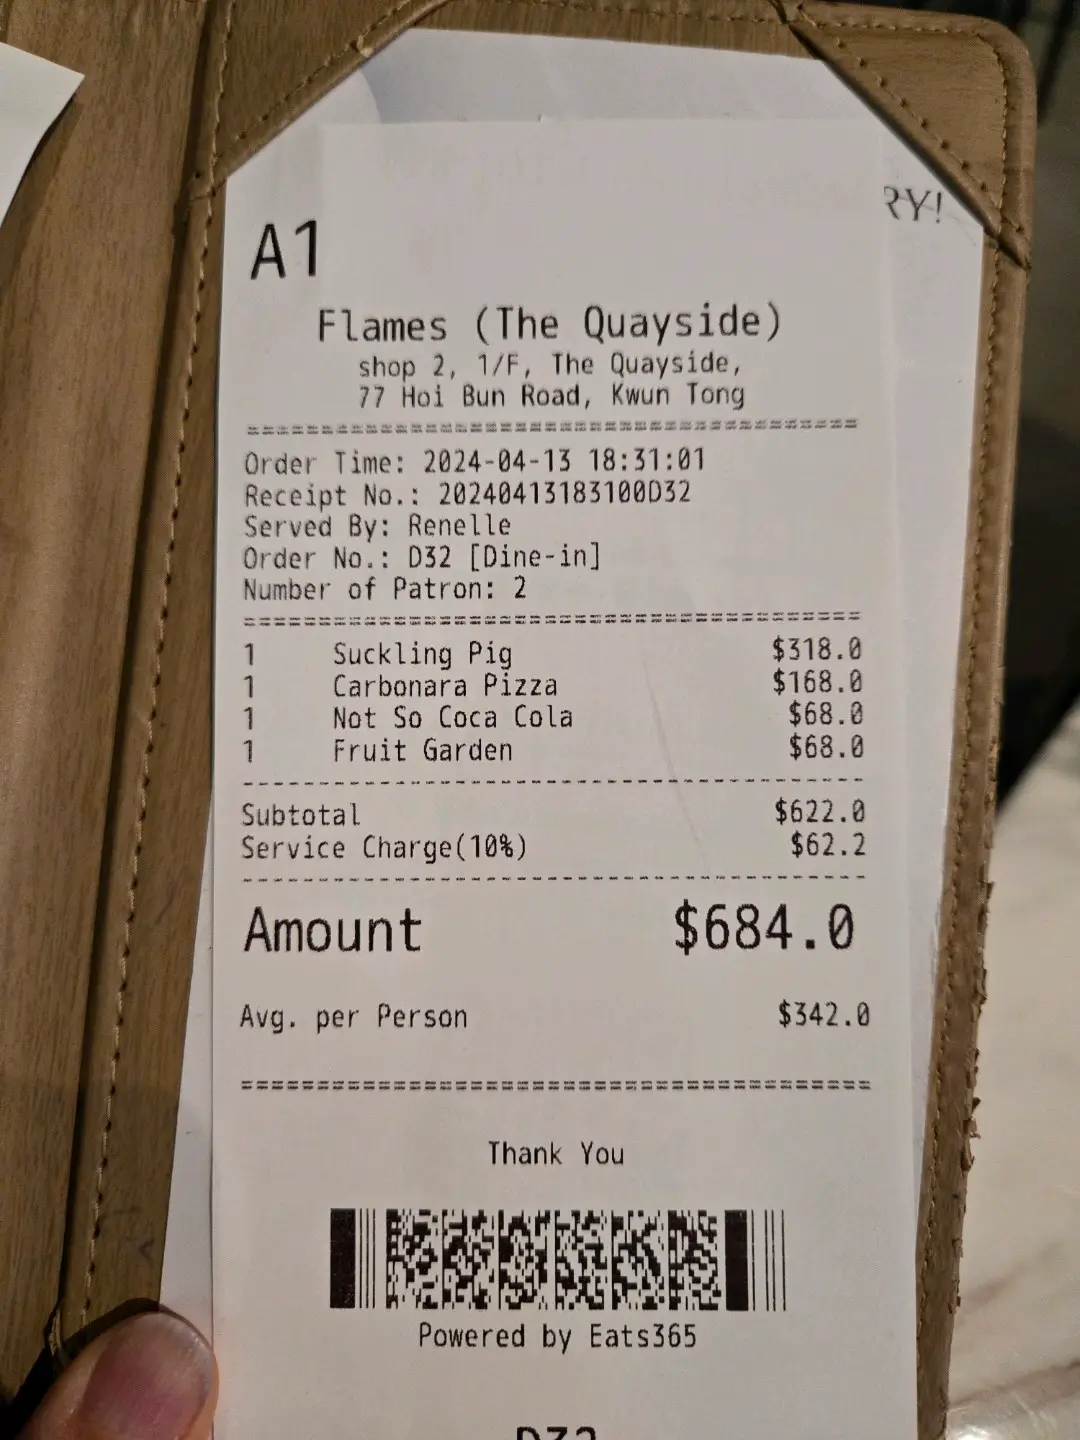 RY!
A1
Flames (The Quayside)
shop 2, 1/F, The Quayside,
77 Hoi Bun Road, Kwun Tong
Order Time: 2024-04-13 18:31:01
Receipt No.: 20240413183100D32
Served By: Renelle
Order No.: D32 [Dine-in]
Number of Patron: 2
1 Suckling Pig $318.0
1 Carbonara Pizza $168.0
1 Not So Coca Cola $68.0
1 Fruit Garden $68.0
Subtotal $622.0
Service Charge(10%) $62.2
Amount $684.0
Avg. per Person $342.0
Thank You
Powered by Eats365
D32